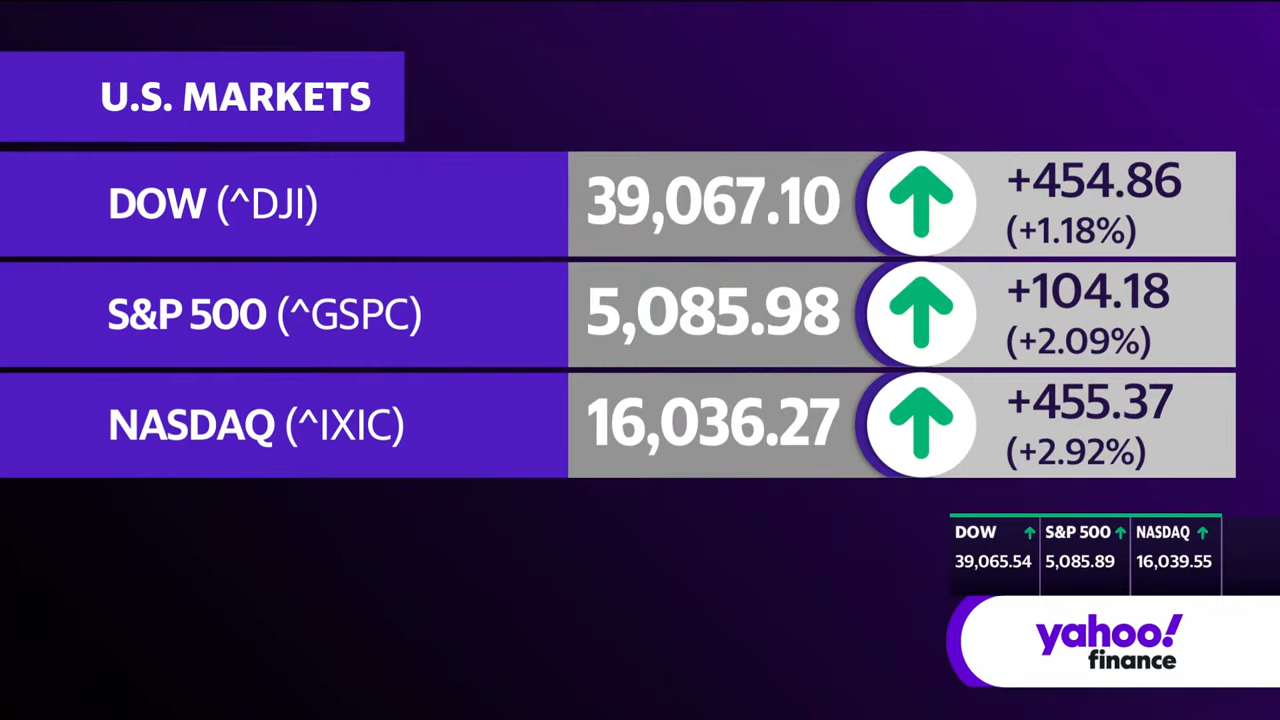 U.S. MARKETS
DOW (^DJI) 39,067.10 +454.86
(+1.18%)
S&P 500 (^GSPC) 5,085.98 +104.18
(+2.09%)
NASDAQ (^IXIC) 16,036.27 +455.37
(+2.92%)
DOW S&P 500 NASDAQ
39,065.54 5,085.89 16,039.55
yahoo!
finance